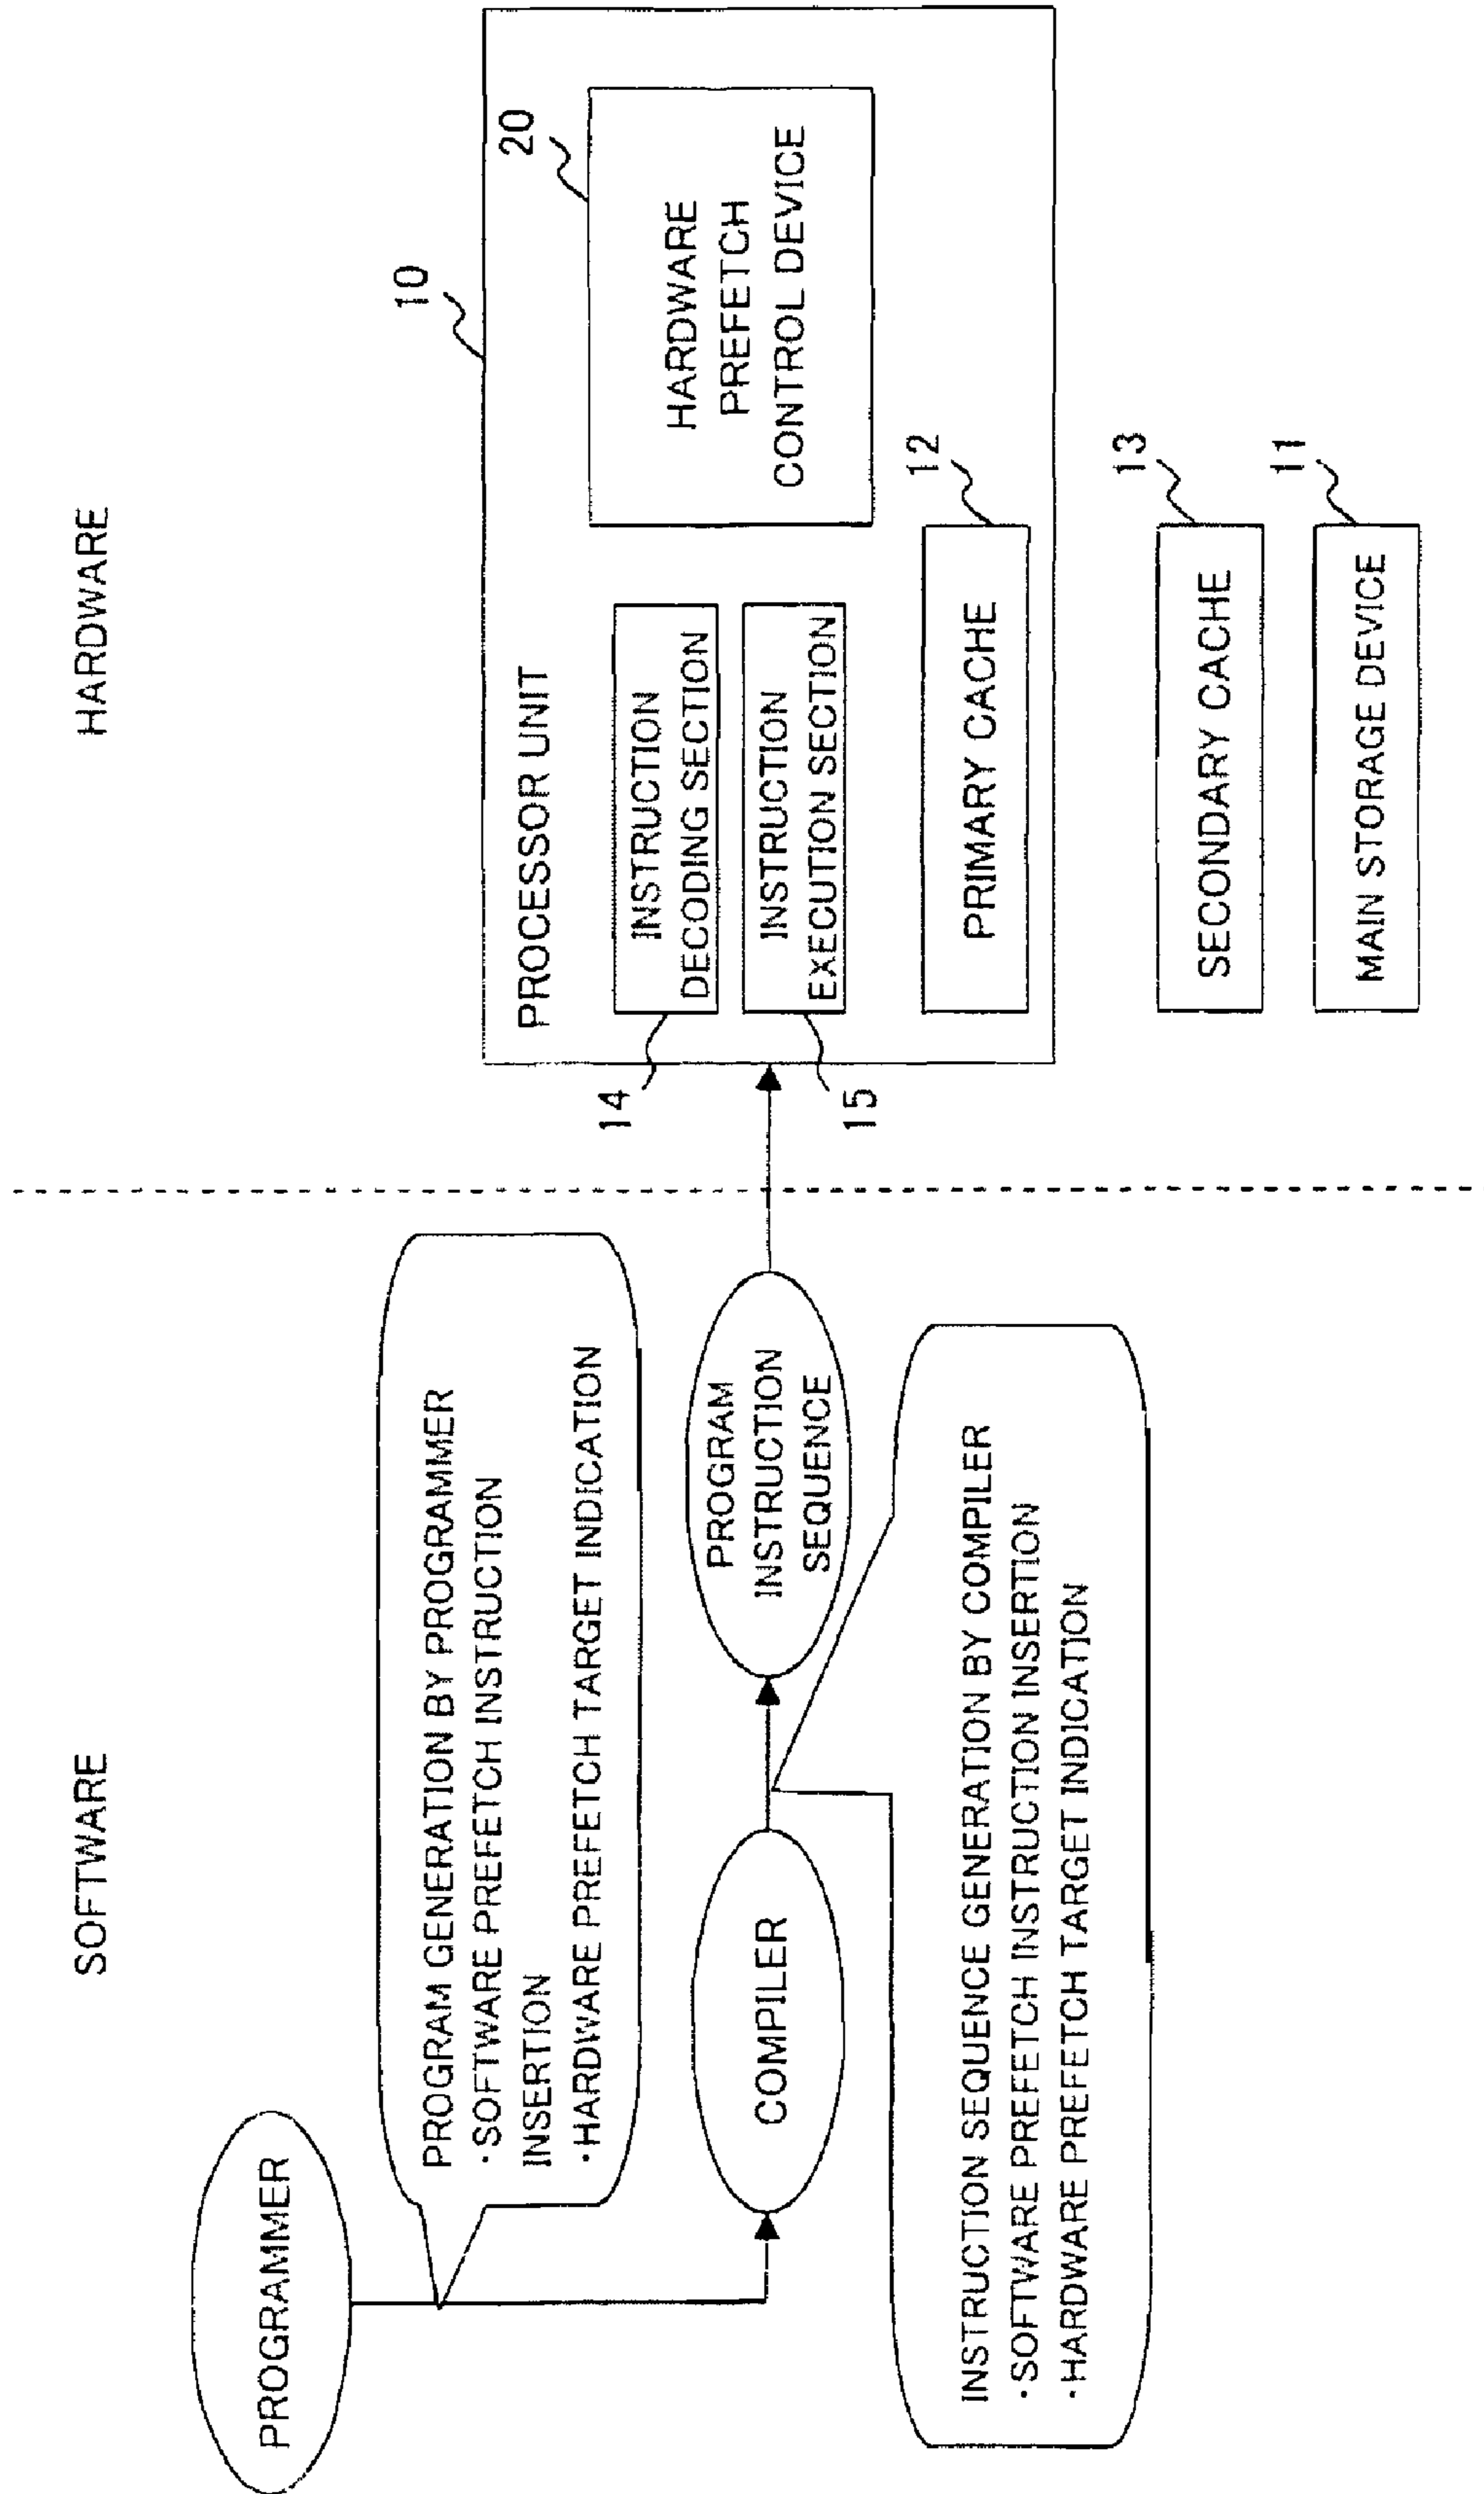 SOFTWARE
HARDWARE
PROGRAMMER
PROGRAM GENERATION BY PROGRAMMER
·SOFTWARE PREFETCH INSTRUCTION
INSERTION
·HARDWARE PREFETCH TARGET INDICATION
COMPILER
PROGRAM
INSTRUCTION
SEQUENCE
INSTRUCTION SEQUENCE GENERATION BY COMPILER
·SOFTWARE PREFETCH INSTRUCTION INSERTION
·HARDWARE PREFETCH TARGET INDICATION
10
PROCESSOR UNIT
14
INSTRUCTION
DECODING SECTION
15
INSTRUCTION
EXECUTION SECTION
20
HARDWARE
PREFETCH
CONTROL DEVICE
12
PRIMARY CACHE
13
SECONDARY CACHE
11
MAIN STORAGE DEVICE